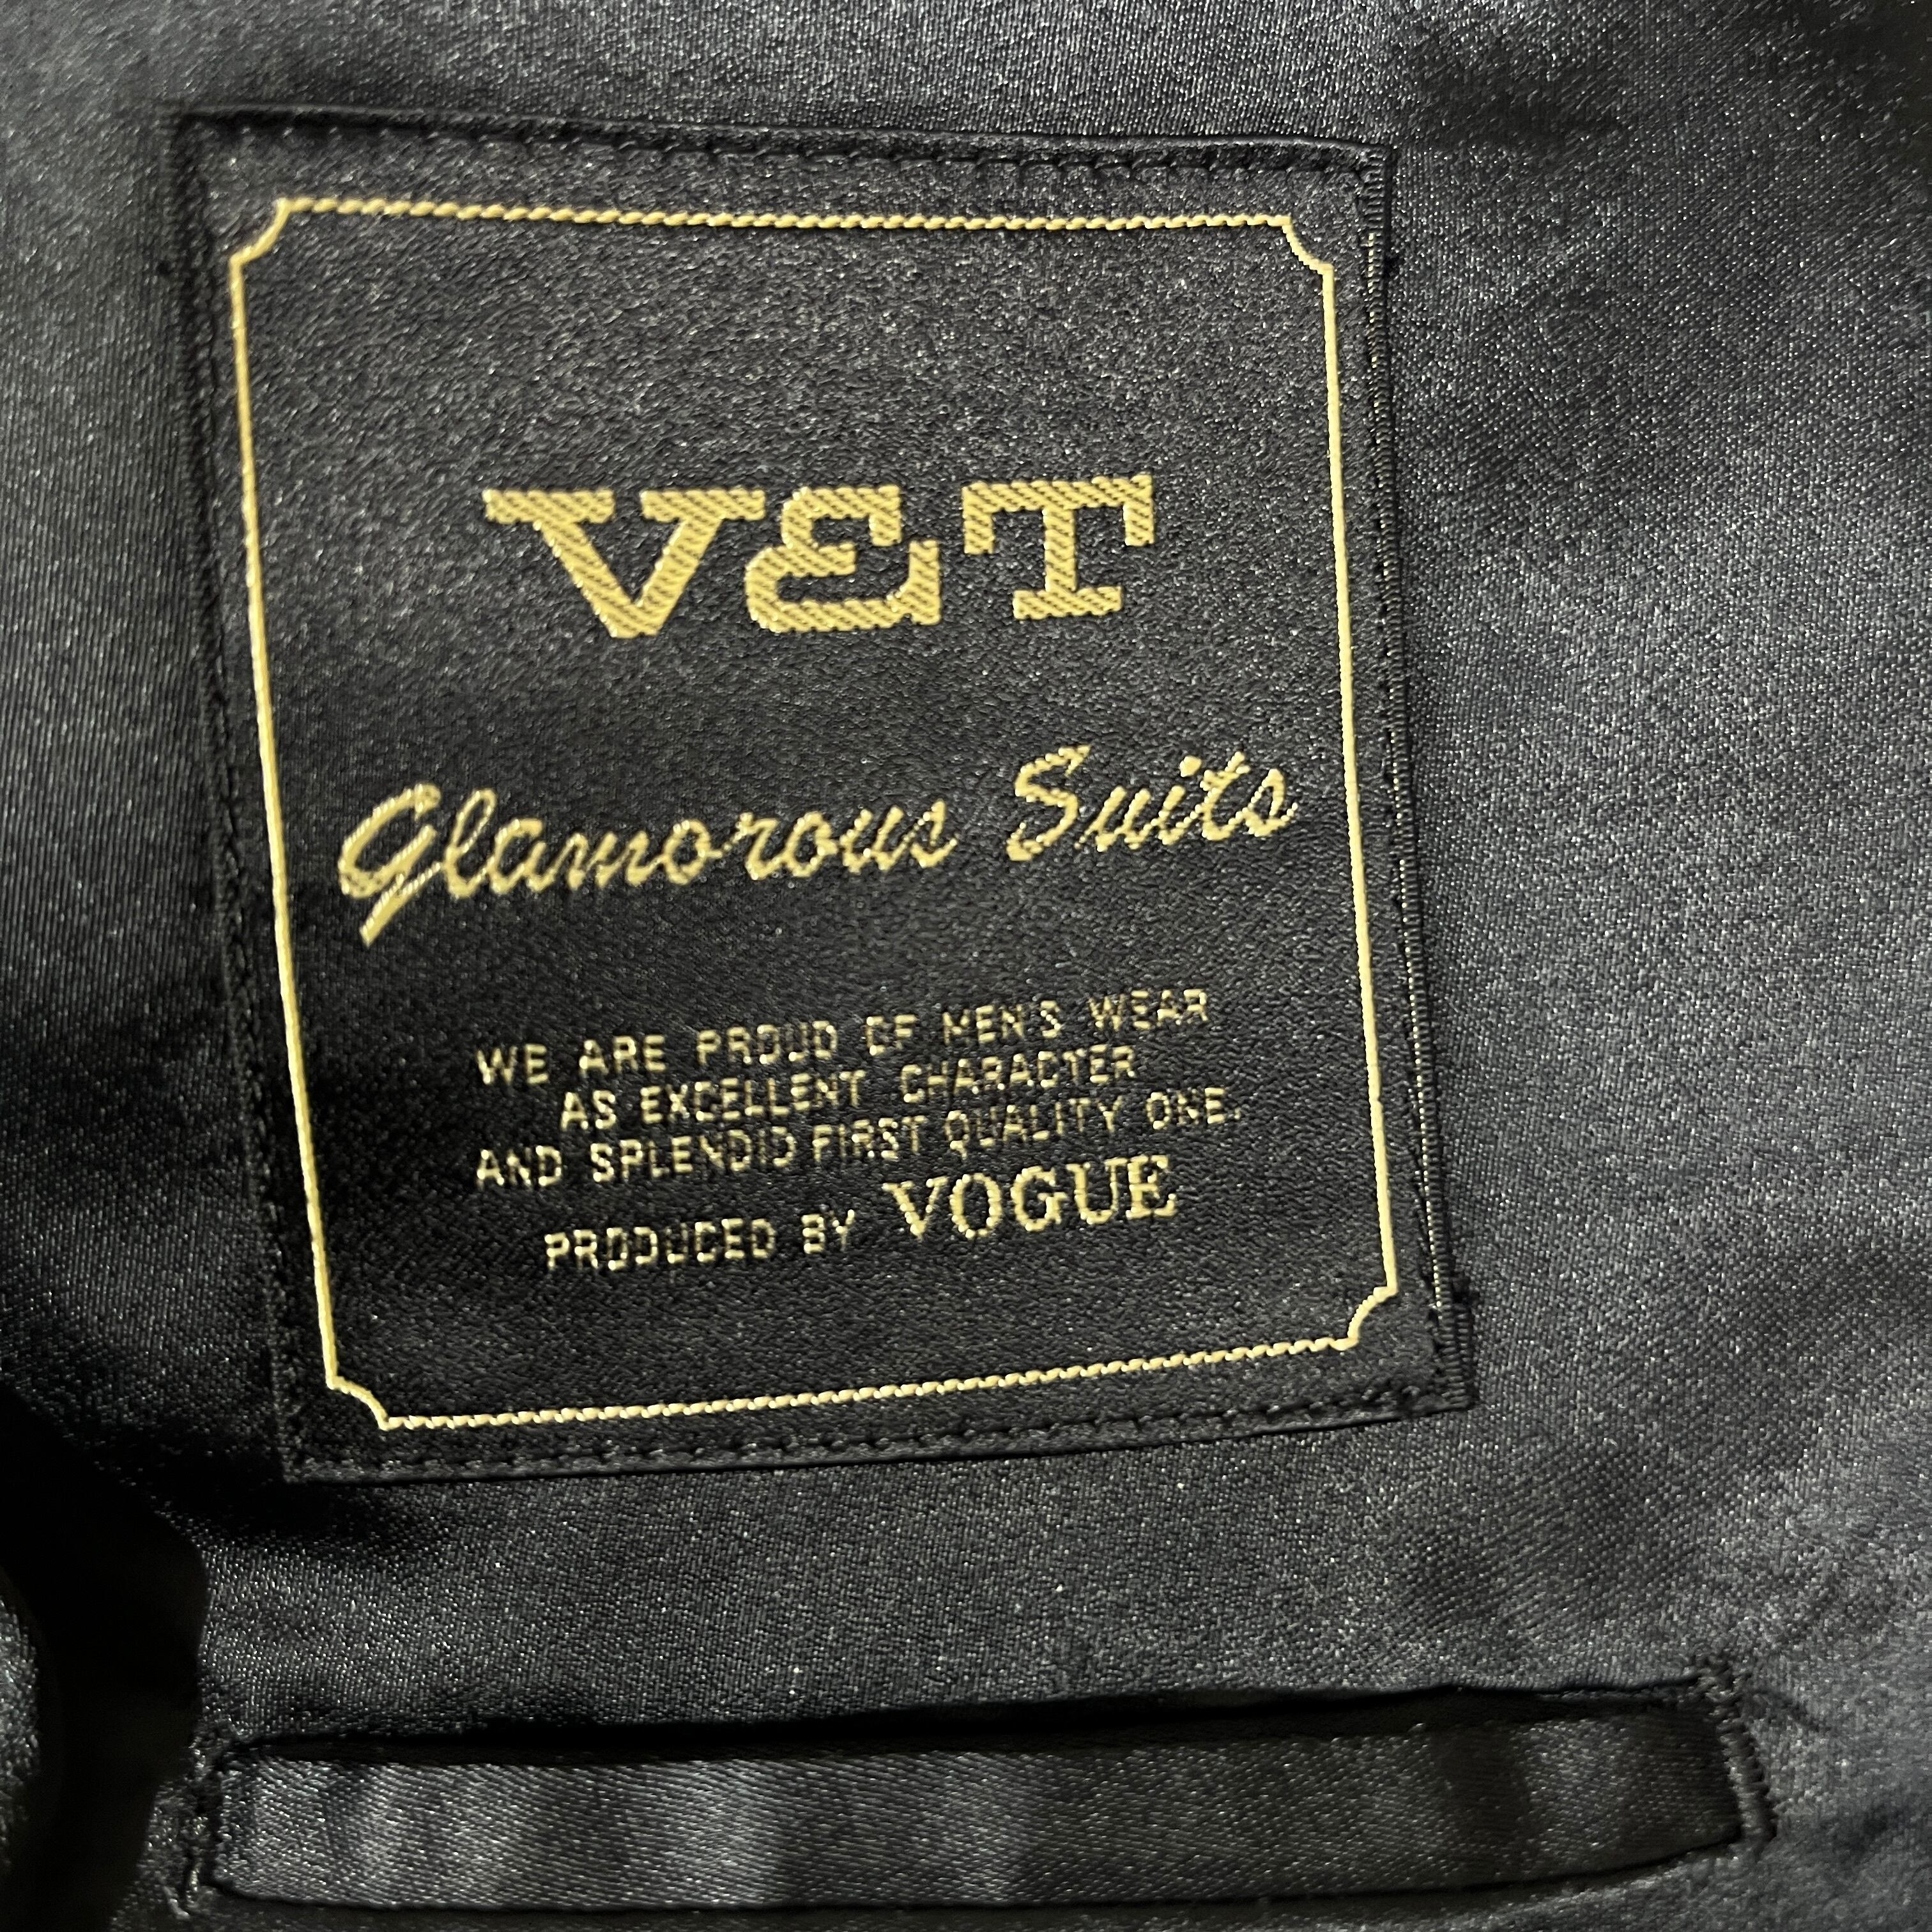 V&T
Glamorous Suits
WE ARE PROUD OF MEN'S WEAR
AS EXCELLENT CHARACTER
AND SPLENDID FIRST QUALITY ONE.
PRODUCED BY VOGUE